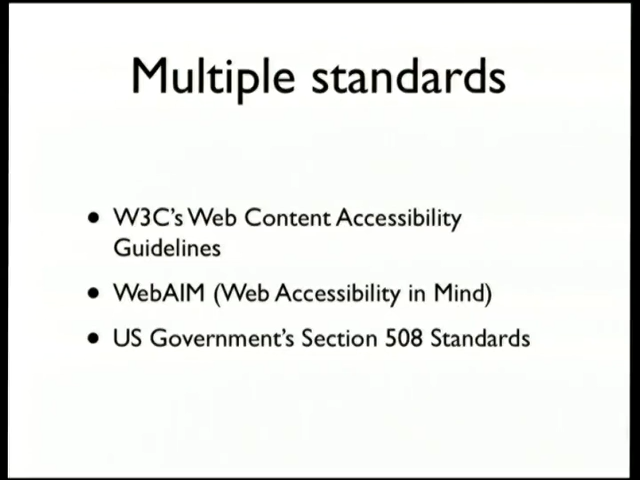 Multiple standards
• W3C's Web Content Accessibility
Guidelines
• WebAIM (Web Accessibility in Mind)
• US Government's Section 508 Standards